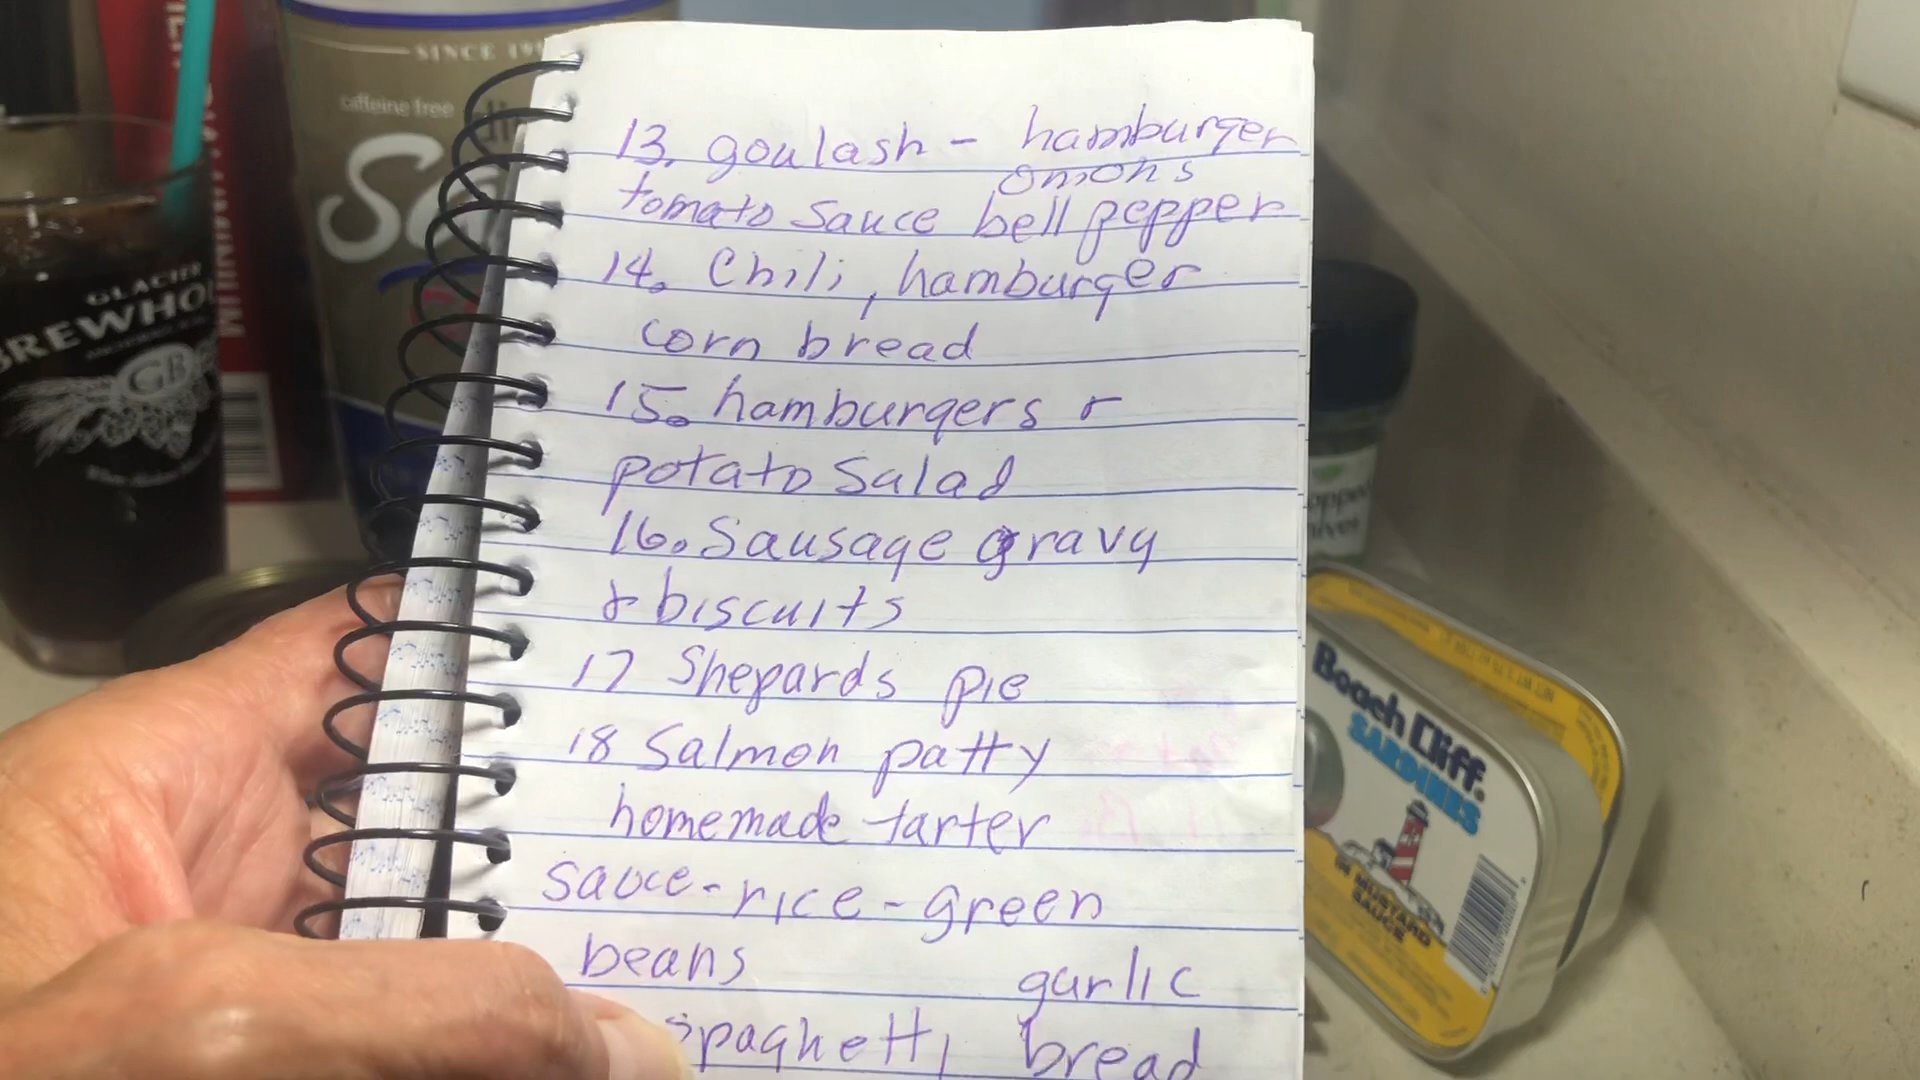 SINCE 199
caffeine free
GLACIER
BREWHO
GB
13. goulash - hamburger
onions
tomato sauce bell pepper
14. Chili, hamburger
corn bread
15. hamburgers &
potato Salad
16. Sausage gravy
& biscuits
17 Shepards pie
18 Salmon patty
homemade tarter
sauce - rice - green
beans garlic
spaghetti bread
Beach Cliff
SARDINES
IN MUSTARD
SAUCE